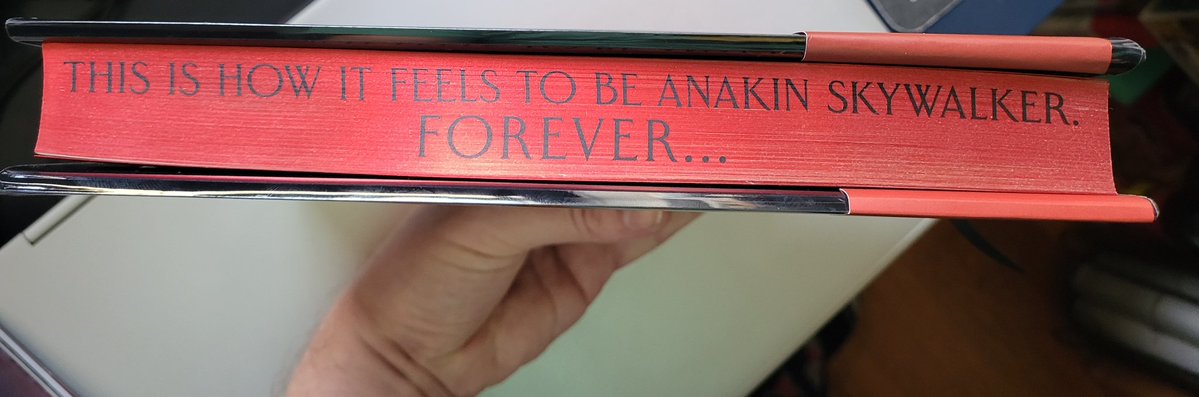 THIS IS HOW IT FEELS TO BE ANAKIN SKYWALKER.
FOREVER...